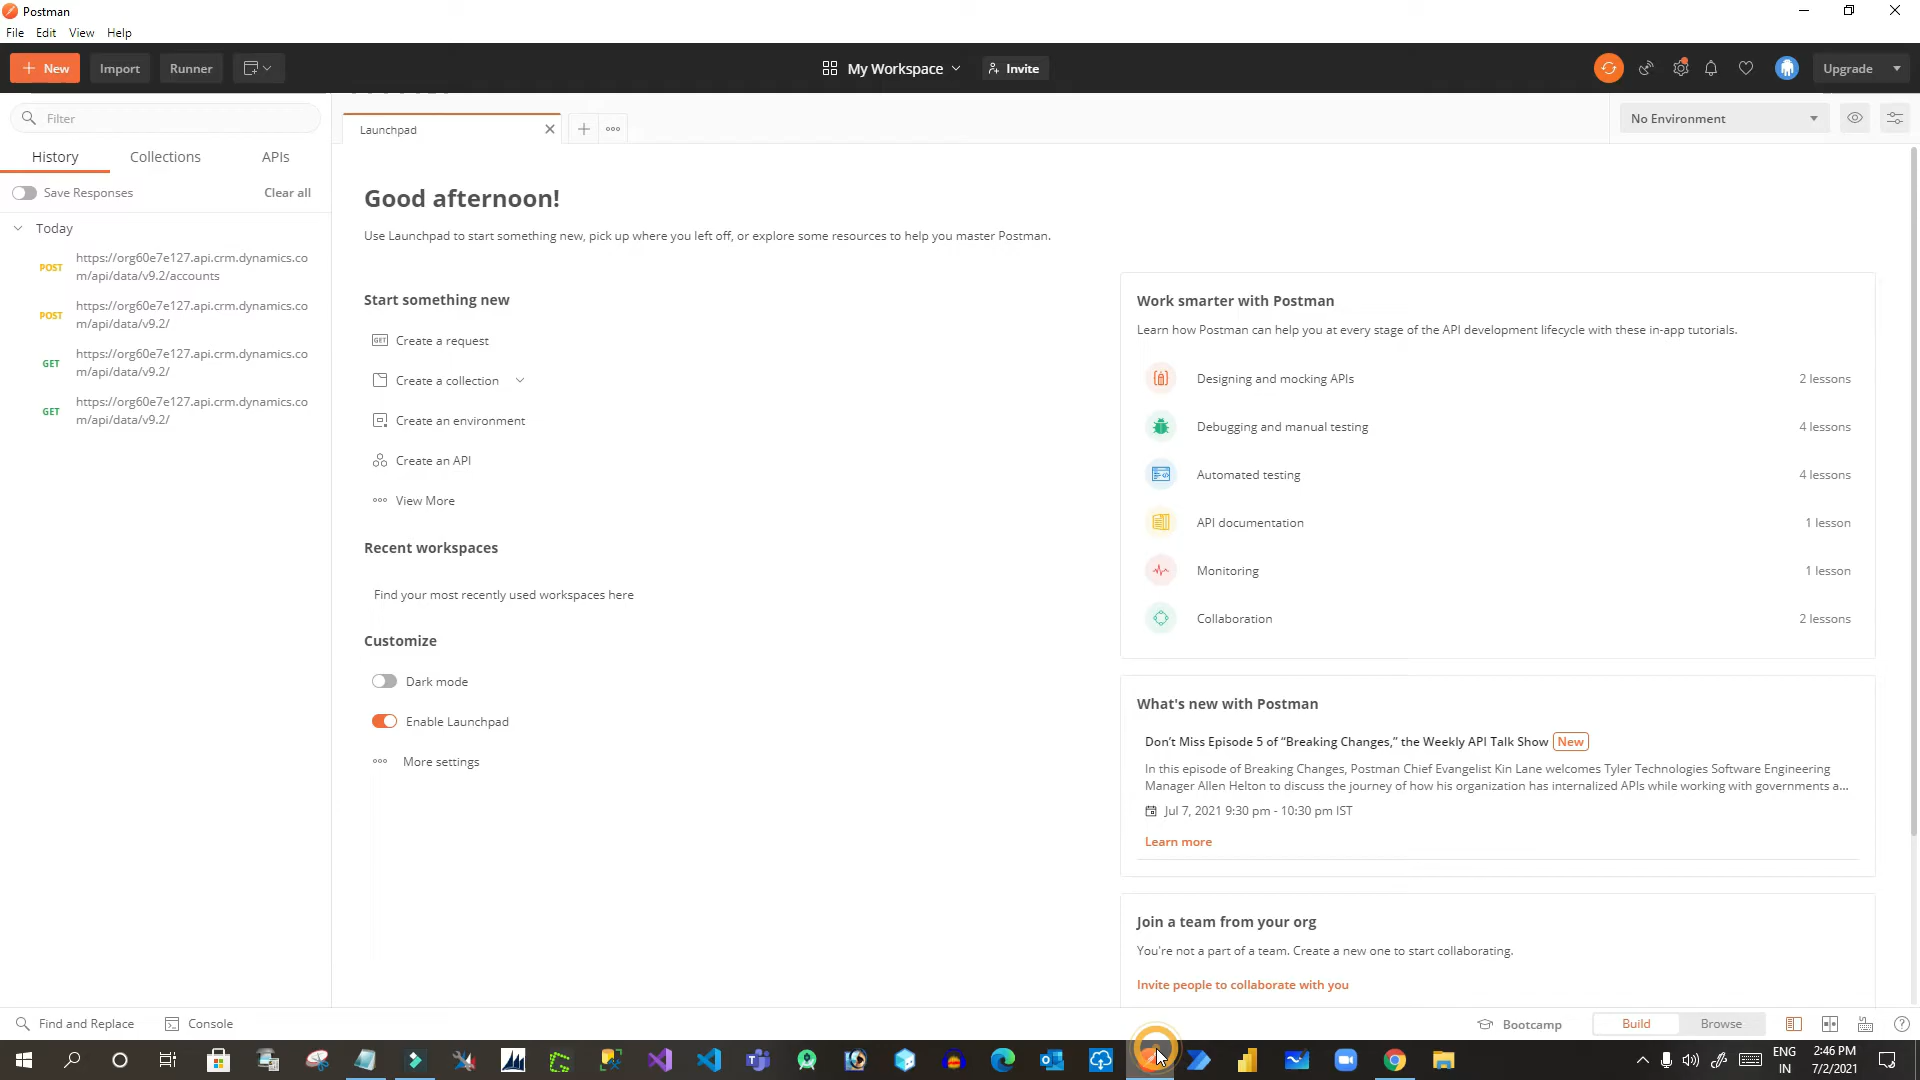 Postman
File Edit View Help
New Import Runner My Workspace Invite Upgrade
Filter
Launchpad
No Environment
History Collections APIs
Save Responses Clear all
Today
POST https://org60e7e127.api.crm.dynamics.co
m/api/data/v9.2/accounts
POST https://org60e7e127.api.crm.dynamics.co
m/api/data/v9.2/
GET https://org60e7e127.api.crm.dynamics.co
m/api/data/v9.2/
GET https://org60e7e127.api.crm.dynamics.co
m/api/data/v9.2/
Good afternoon!
Use Launchpad to start something new, pick up where you left off, or explore some resources to help you master Postman.
Start something new
GET Create a request
Create a collection
Create an environment
Create an API
View More
Recent workspaces
Find your most recently used workspaces here
Customize
Dark mode
Enable Launchpad
More settings
Work smarter with Postman
Learn how Postman can help you at every stage of the API development lifecycle with these in-app tutorials.
Designing and mocking APIs 2 lessons
Debugging and manual testing 4 lessons
Automated testing 4 lessons
API documentation 1 lesson
Monitoring 1 lesson
Collaboration 2 lessons
What's new with Postman
Don't Miss Episode 5 of “Breaking Changes,” the Weekly API Talk Show New
In this episode of Breaking Changes, Postman Chief Evangelist Kin Lane welcomes Tyler Technologies Software Engineering
Manager Allen Helton to discuss the journey of how his organization has internalized APIs while working with governments a...
Jul 7, 2021 9:30 pm - 10:30 pm IST
Learn more
Join a team from your org
You're not a part of a team. Create a new one to start collaborating.
Invite people to collaborate with you
Find and Replace Console Bootcamp Build Browse
ENG 2:46 PM
IN 7/2/2021